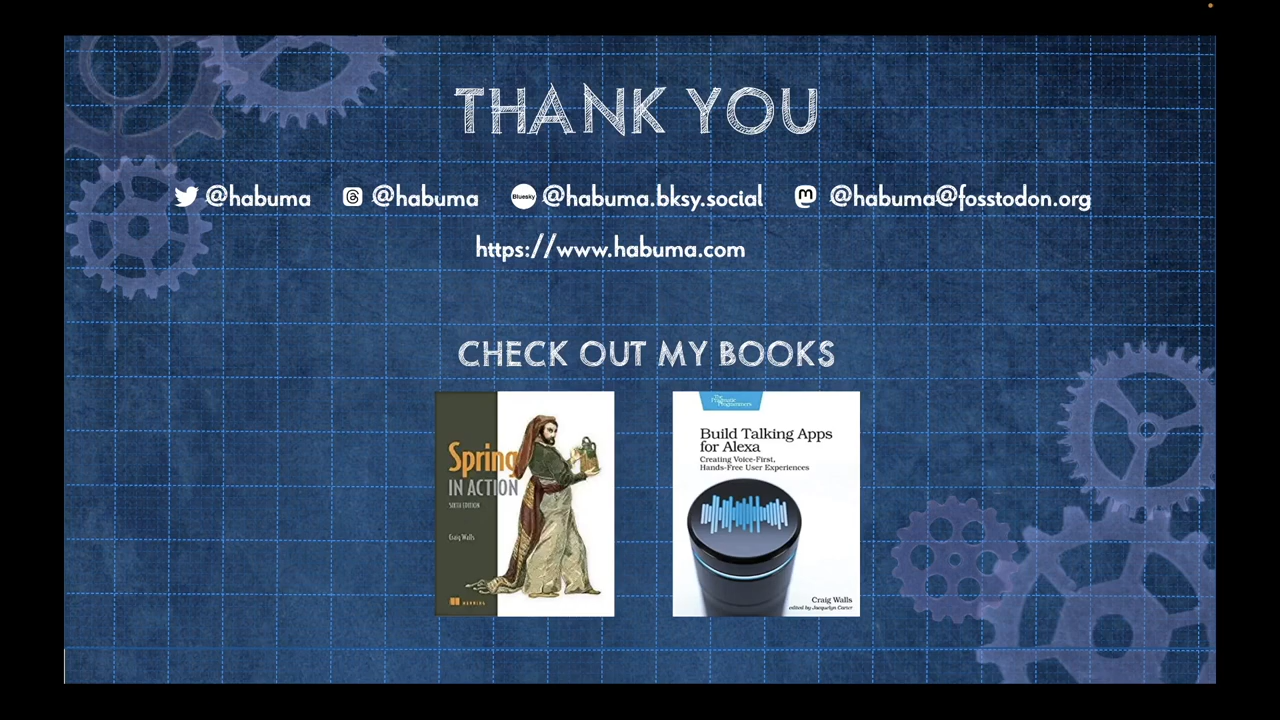 THANK YOU
@habuma @habuma Bluesky @habuma.bksy.social @habuma@fosstodon.org
https://www.habuma.com
CHECK OUT MY BOOKS
Spring
IN ACTION
SIXTH EDITION
Craig Walls
MANNING
The
Pragmatic
Programmers
Build Talking Apps
for Alexa
Creating Voice-First,
Hands-Free User Experiences
Craig Walls
edited by Jacquelyn Carter